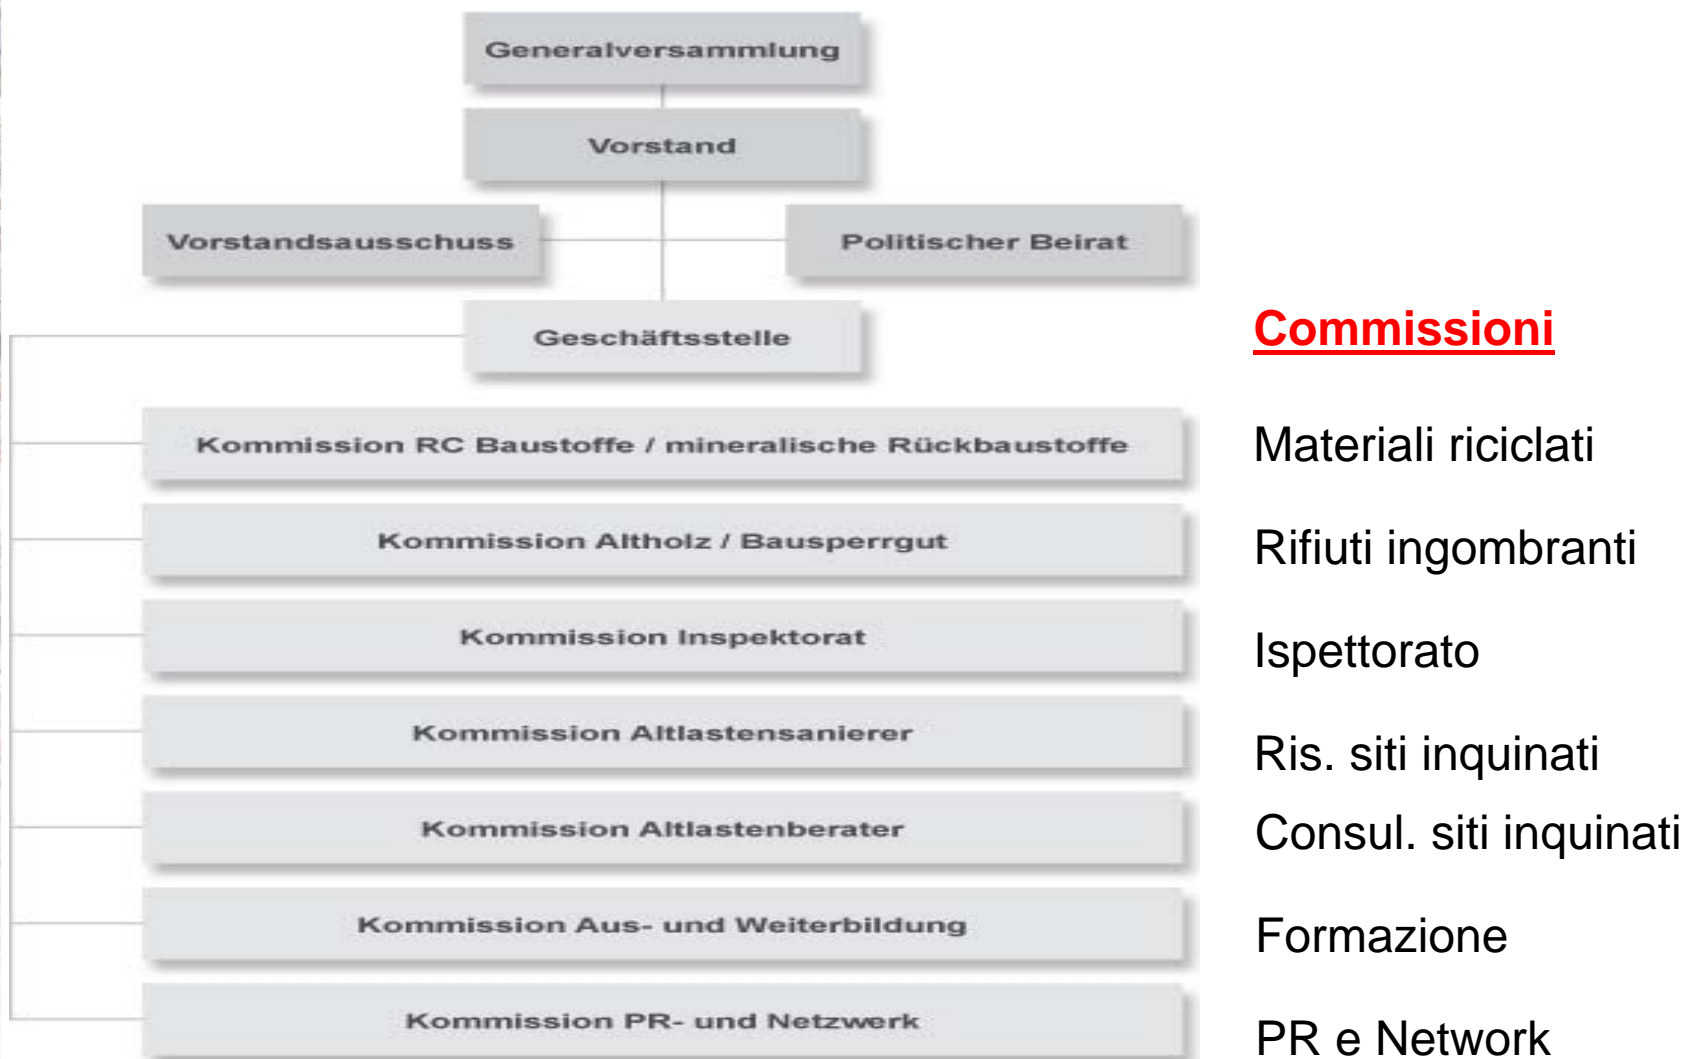 Generalversammlung
Vorstand
Vorstandsausschuss
Politischer Beirat
Geschäftsstelle
Commissioni
Kommission RC Baustoffe / mineralische Rückbaustoffe
Materiali riciclati
Kommission Altholz / Bausperrgut
Rifiuti ingombranti
Kommission Inspektorat
Ispettorato
Kommission Altlastensanierer
Ris. siti inquinati
Kommission Altlastenberater
Consul. siti inquinati
Kommission Aus- und Weiterbildung
Formazione
Kommission PR- und Netzwerk
PR e Network